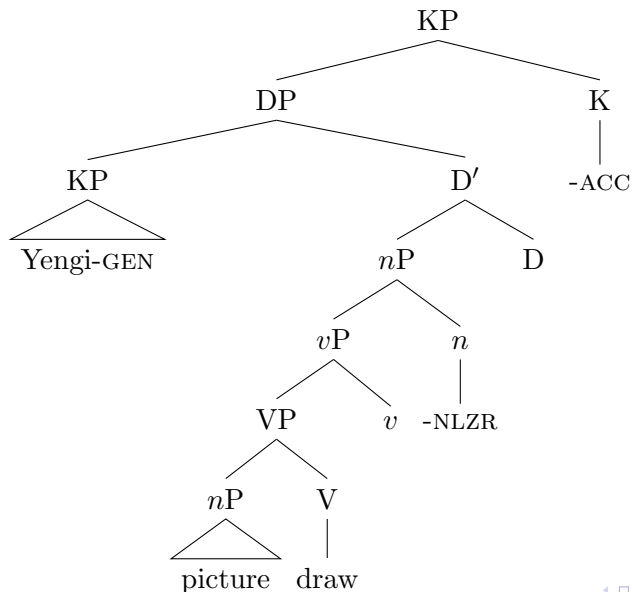 KP
DP K
KP D′ -ACC
Yengi-GEN nP D
vP n
VP v -NLZR
nP V
picture draw